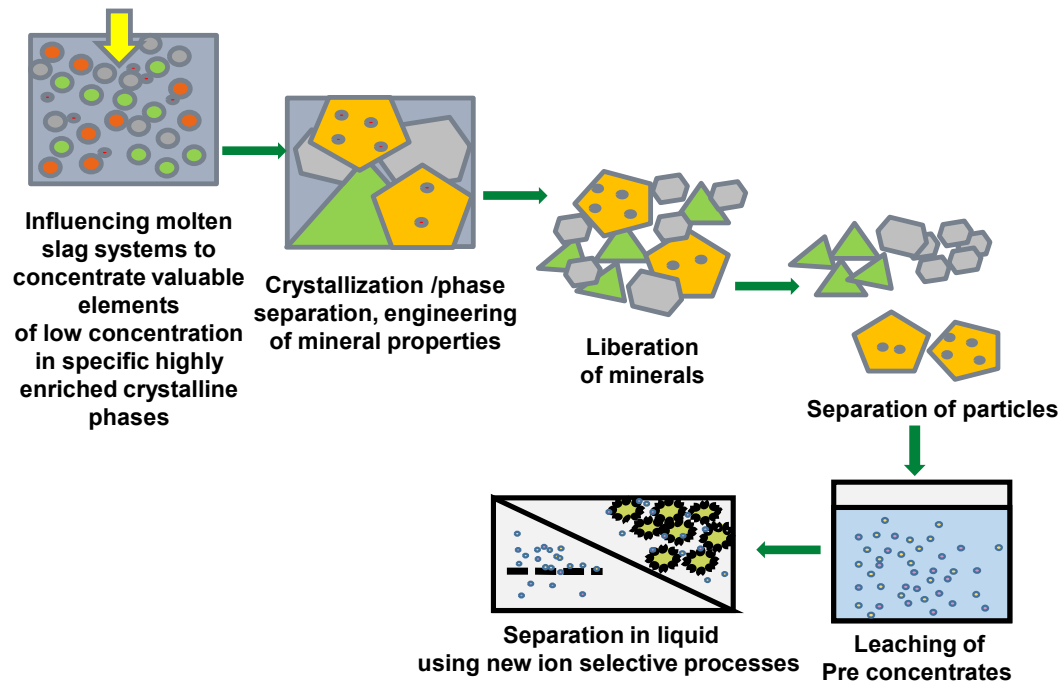 Influencing molten
slag systems to
concentrate valuable
elements
of low concentration
in specific highly
enriched crystalline
phases
Crystallization /phase
separation, engineering
of mineral properties
Liberation
of minerals
Separation of particles
Leaching of
Pre concentrates
Separation in liquid
using new ion selective processes